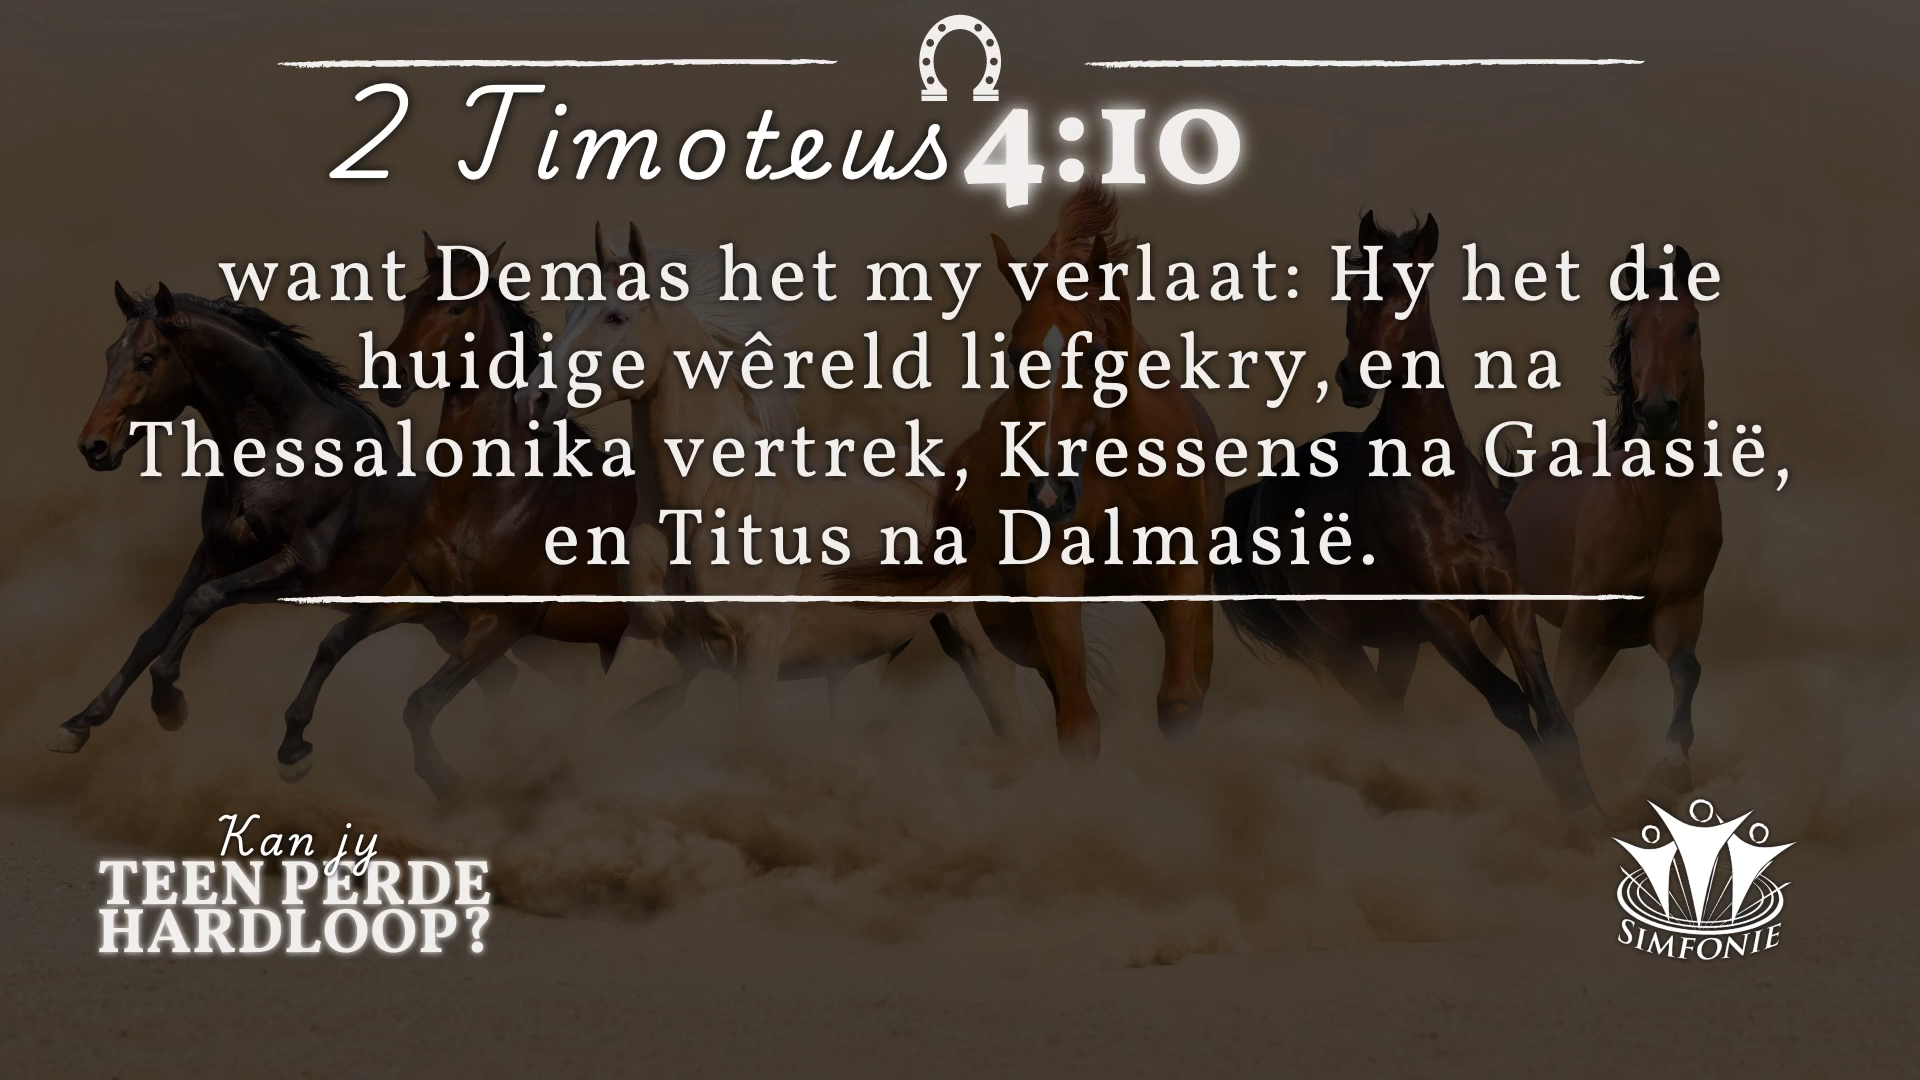 2 Timoteus 4:10
want Demas het my verlaat: Hy het die
huidige wêreld liefgekry, en na
Thessalonika vertrek, Kressens na Galasië,
en Titus na Dalmasië.
Kan jy
TEEN PERDE
HARDLOOP?
SIMFONIE